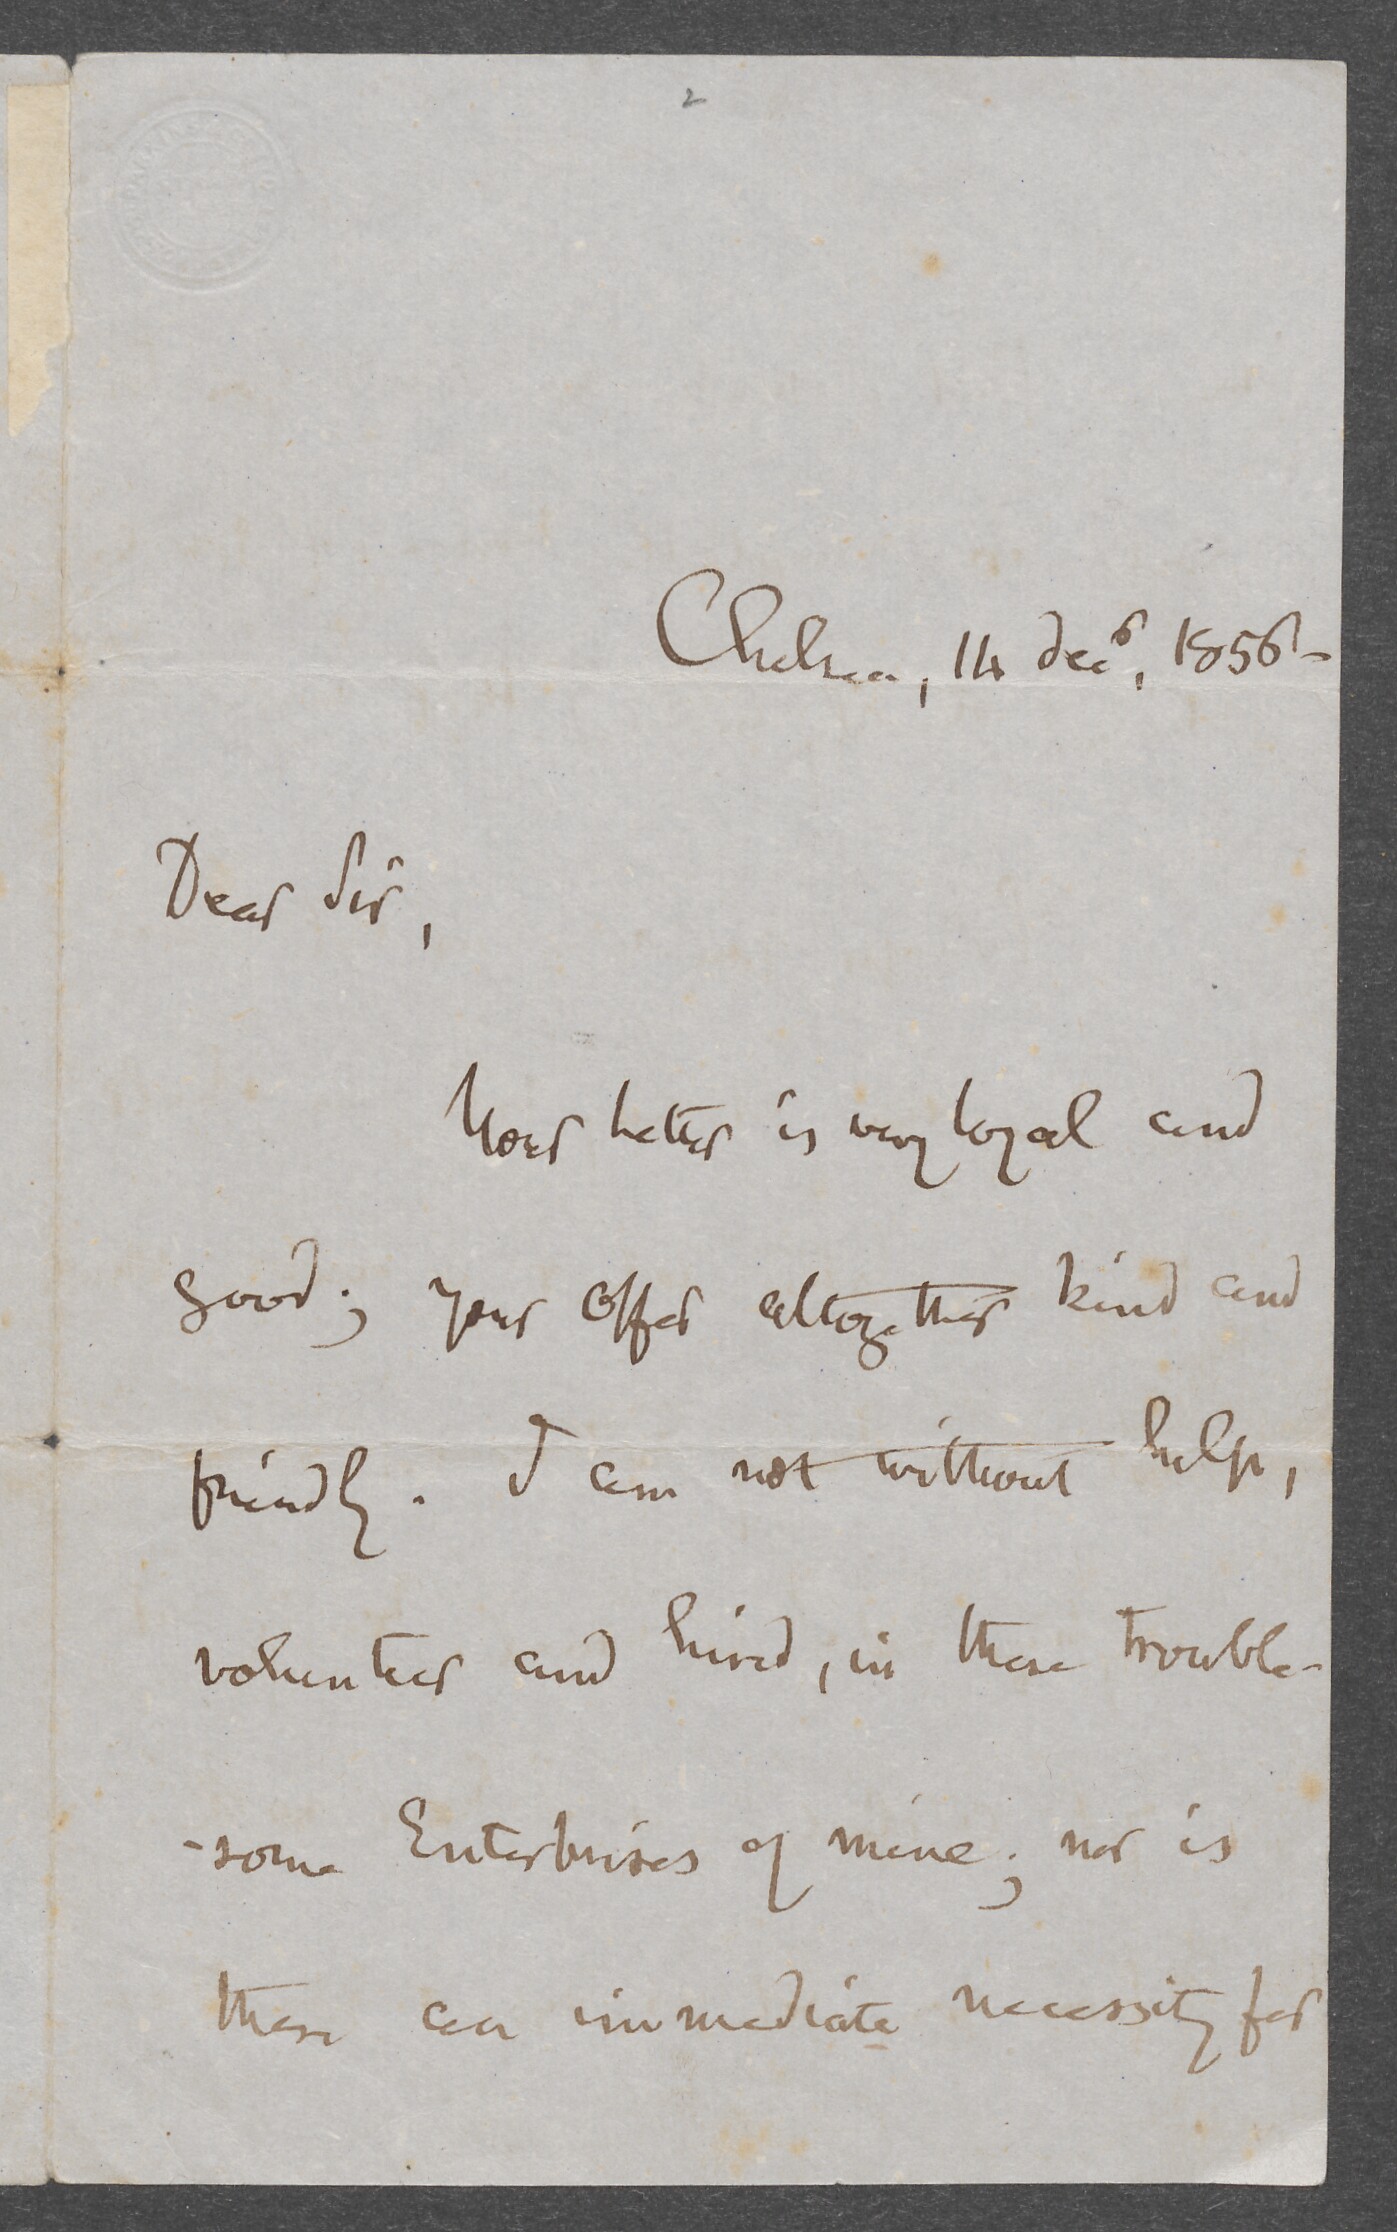 2
Chelsea, 14 decr, 1856 -
Dear Sir,
Your Letter is very loyal and
good; your offer altogether kind and
friendly. I am not without help,
volunteer and hired, in these trouble-
-some Enterprises of mine; nor is
there an immediate necessity for